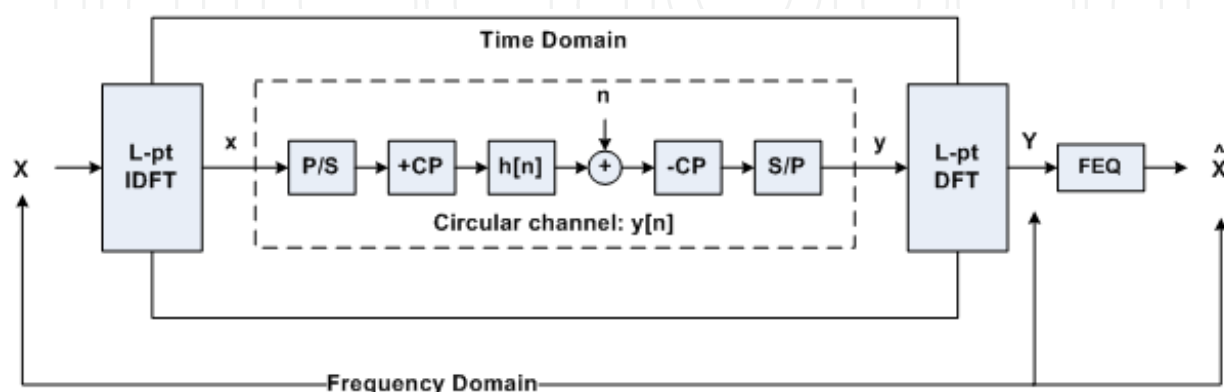 Time Domain
X
L-pt
IDFT
x
P/S
+CP
h[n]
n
+
-CP
S/P
y
L-pt
DFT
Y
FEQ
X̂
Circular channel: y[n]
Frequency Domain